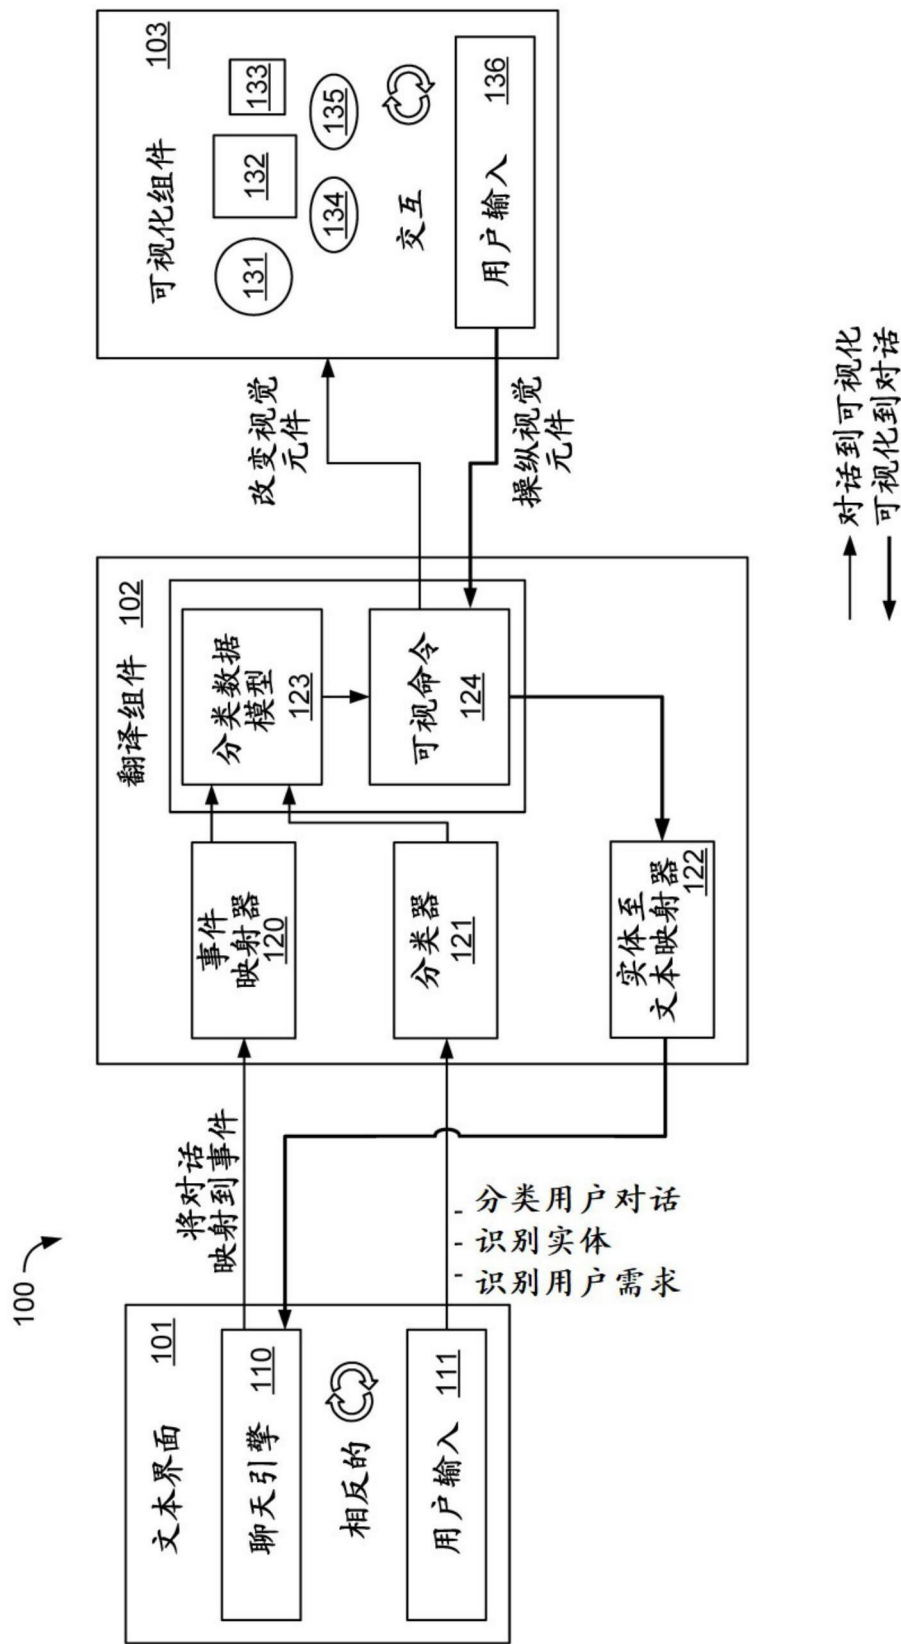 100
文本界面 101
聊天引擎 110
相反的
用户输入 111
将对话
映射到事件
- 分类用户对话
- 识别实体
- 识别用户需求
翻译组件 102
事件
映射器
120
分类器
121
实体至
文本映射器
122
分类数据
模型
123
可视命令
124
改变视觉
元件
操纵视觉
元件
可视化组件 103
131
132
133
134
135
交互
用户输入 136
对话到可视化
可视化到对话